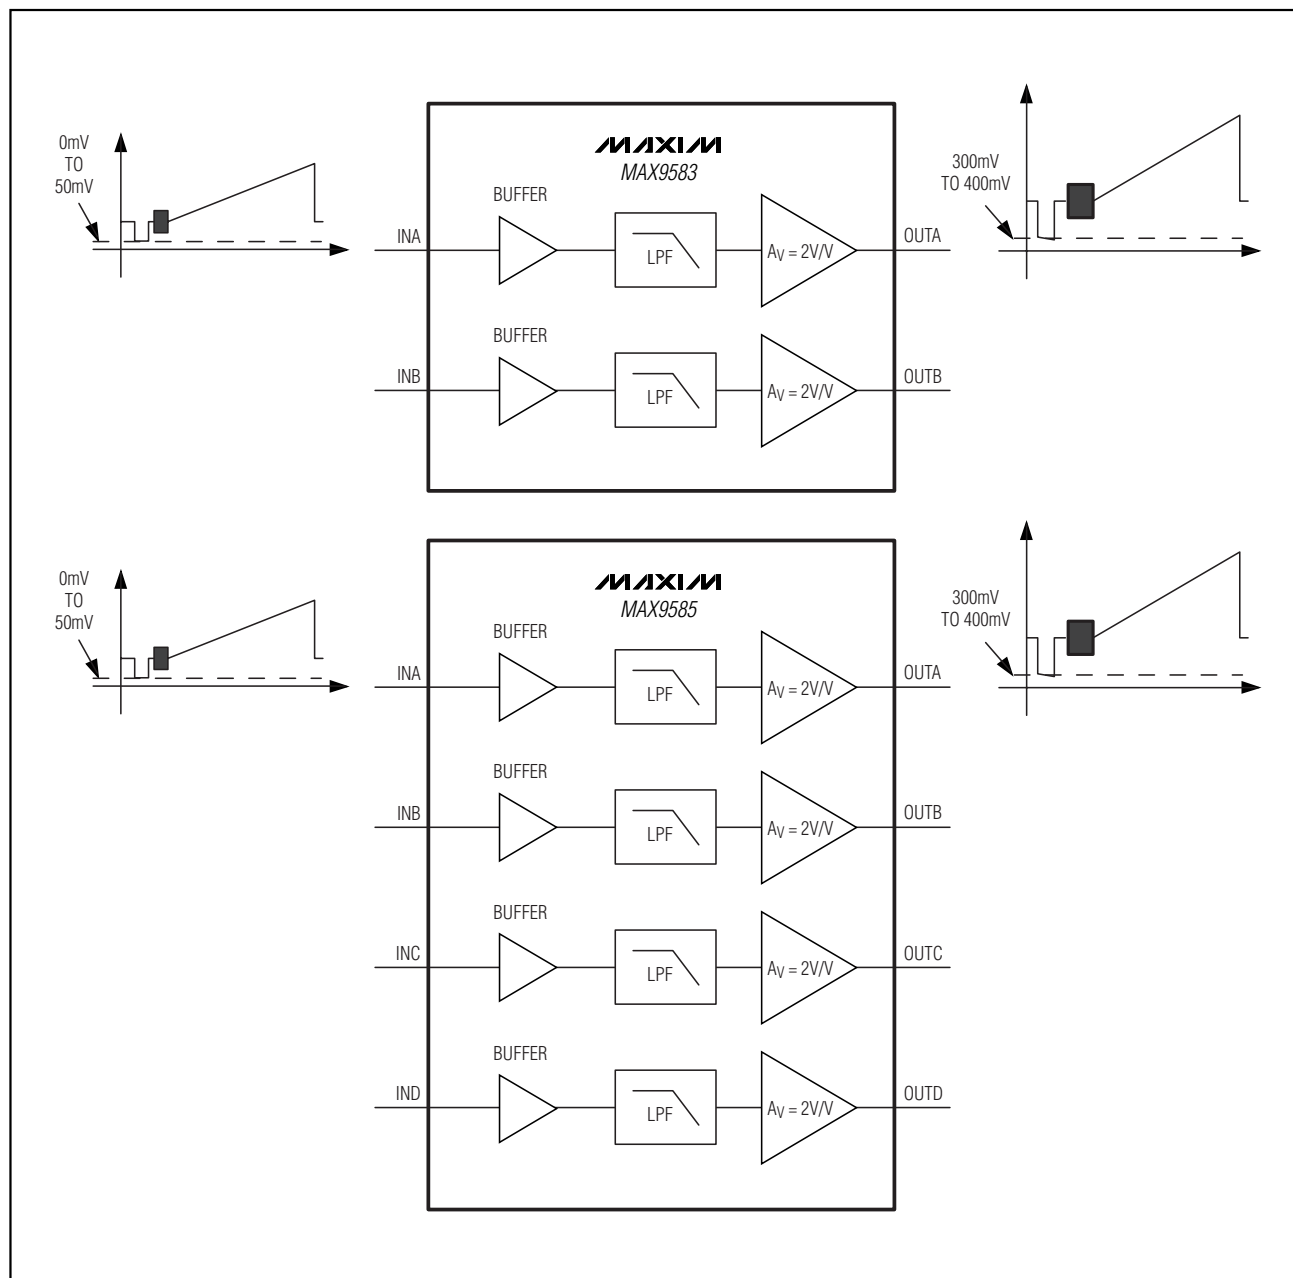 0mV
TO
50mV
MAXIM
MAX9583
300mV
TO 400mV
BUFFER
INA
LPF
AV = 2V/V
OUTA
BUFFER
INB
LPF
AV = 2V/V
OUTB
0mV
TO
50mV
MAXIM
MAX9585
300mV
TO 400mV
BUFFER
INA
LPF
AV = 2V/V
OUTA
BUFFER
INB
LPF
AV = 2V/V
OUTB
BUFFER
INC
LPF
AV = 2V/V
OUTC
BUFFER
IND
LPF
AV = 2V/V
OUTD